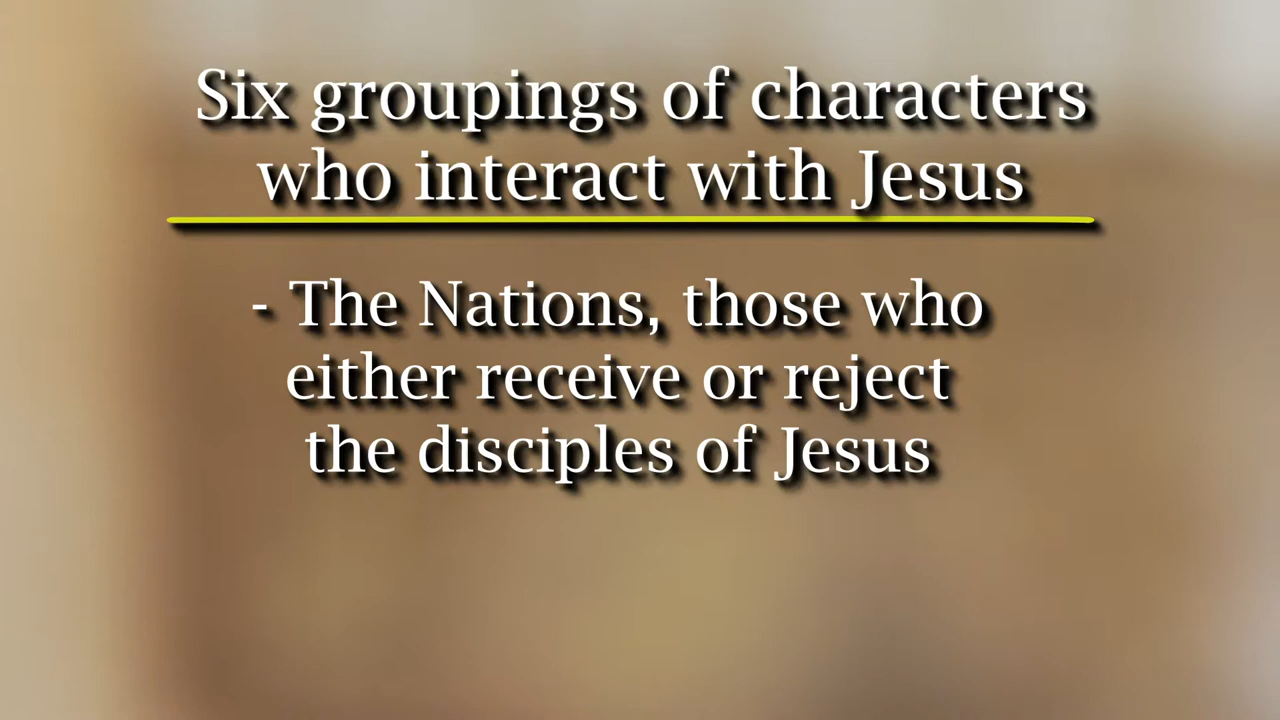 Six groupings of characters
who interact with Jesus
- The Nations, those who
either receive or reject
the disciples of Jesus